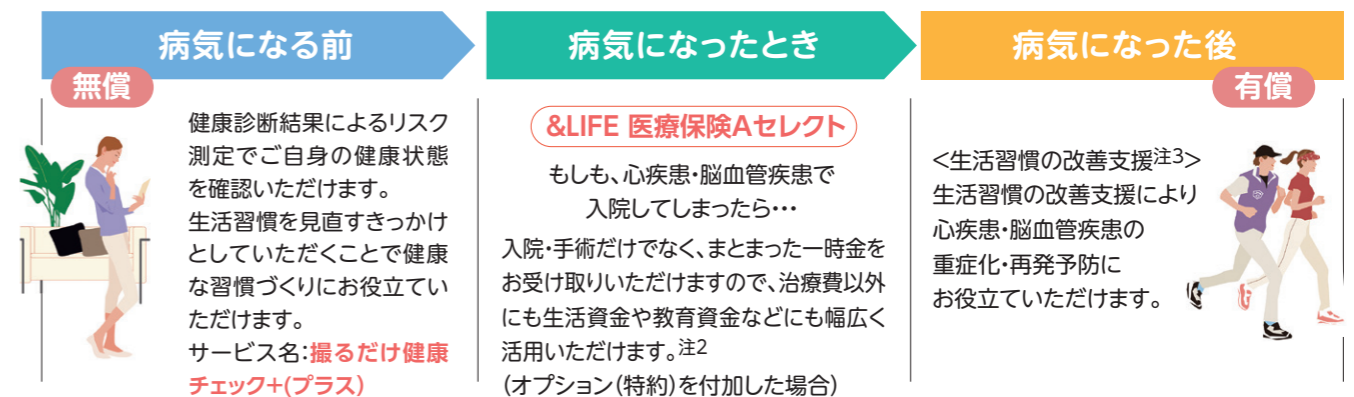 病気になる前
無償
健康診断結果によるリスク
測定でご自身の健康状態
を確認いただけます。
生活習慣を見直すきっかけ
としていただくことで健康
な習慣づくりにお役立てい
ただけます。
サービス名:撮るだけ健康
チェック+(プラス)
病気になったとき
&LIFE 医療保険Aセレクト
もしも、心疾患・脳血管疾患で
入院してしまったら・・・
入院・手術だけでなく、まとまった一時金を
お受け取りいただけますので、治療費以外
にも生活資金や教育資金などにも幅広く
活用いただけます。注2
(オプション(特約)を付加した場合)
病気になった後
有償
<生活習慣の改善支援注3>
生活習慣の改善支援により
心疾患・脳血管疾患の
重症化・再発予防に
お役立ていただけます。